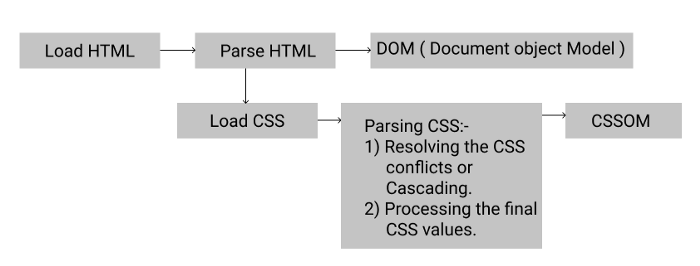 Load HTML
Parse HTML
DOM ( Document object Model )
Load CSS
Parsing CSS:-
1) Resolving the CSS
conflicts or
Cascading.
2) Processing the final
CSS values.
CSSOM